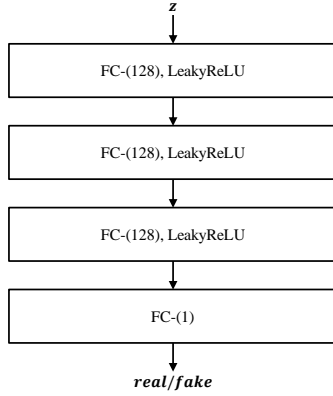 z
FC-(128), LeakyReLU
FC-(128), LeakyReLU
FC-(128), LeakyReLU
FC-(1)
real/fake